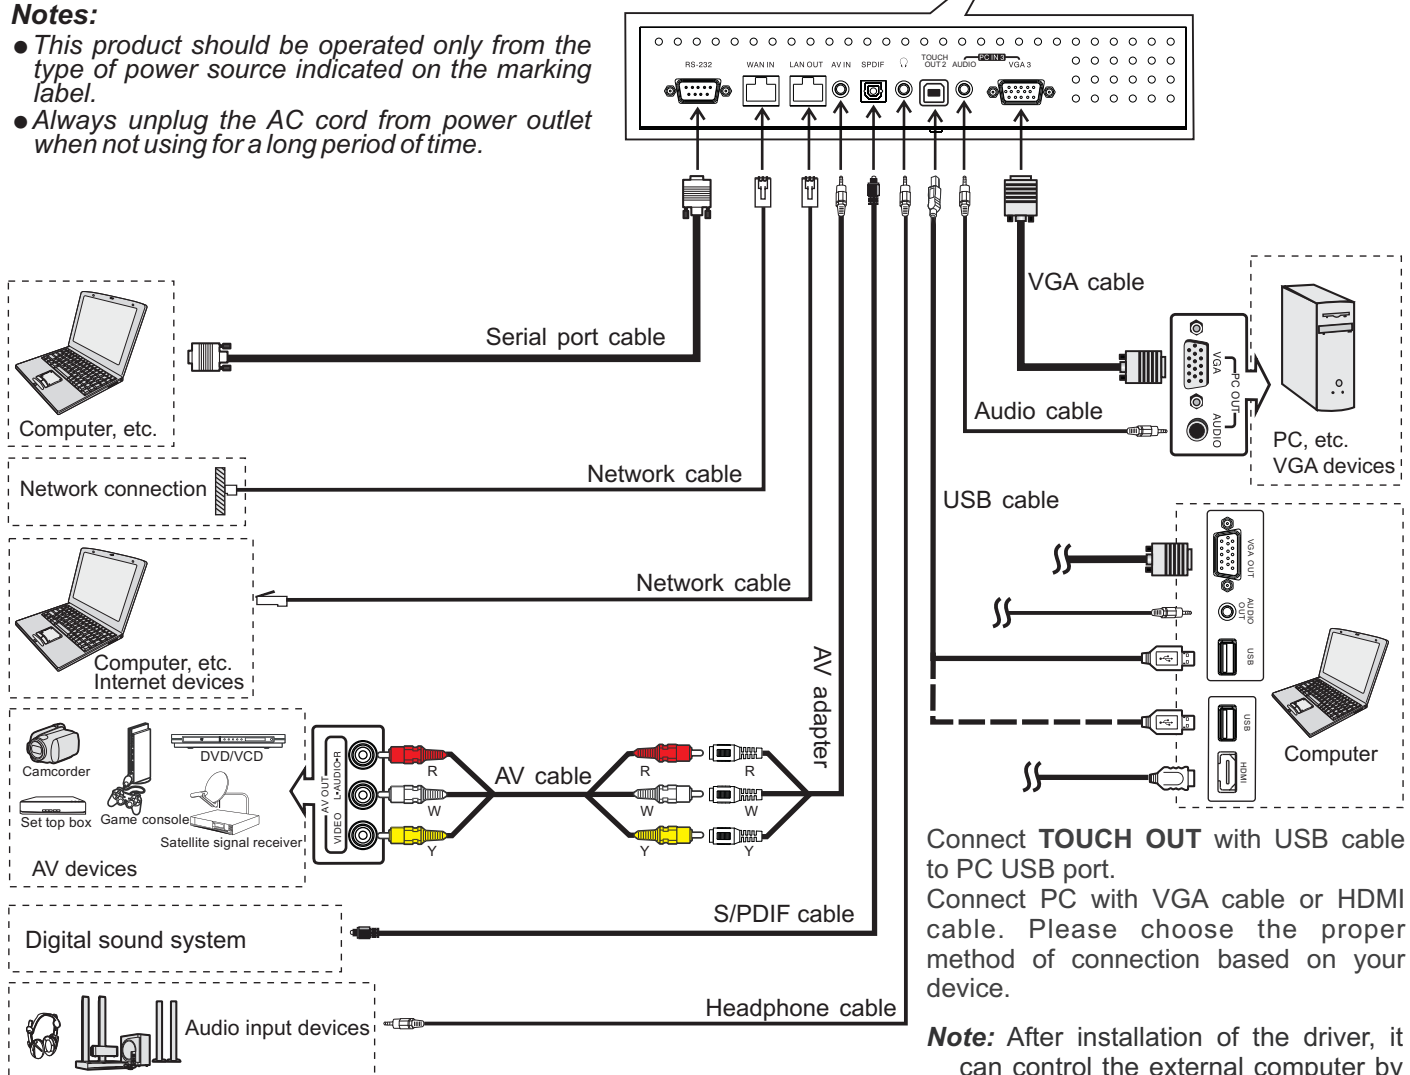 Notes:
● This product should be operated only from the
type of power source indicated on the marking
label.
● Always unplug the AC cord from power outlet
when not using for a long period of time.
RS-232
WAN IN
LAN OUT
AV IN
SPDIF
TOUCH
OUT 2
AUDIO
PC IN 3
VGA 3
Serial port cable
Computer, etc.
VGA cable
VGA
PC OUT
AUDIO
Audio cable
PC, etc.
VGA devices
Network connection
Network cable
USB cable
VGA OUT
AUDIO
OUT
USB
USB
HDMI
Computer
Network cable
Computer, etc.
Internet devices
AV adapter
Camcorder
DVD/VCD
Set top box
Game console
Satellite signal receiver
AV devices
AV OUT
VIDEO
L-AUDIO-R
R
W
Y
AV cable
R
W
Y
R
W
Y
Digital sound system
S/PDIF cable
Audio input devices
Headphone cable
Connect TOUCH OUT with USB cable
to PC USB port.
Connect PC with VGA cable or HDMI
cable. Please choose the proper
method of connection based on your
device.
Note: After installation of the driver, it
can control the external computer by